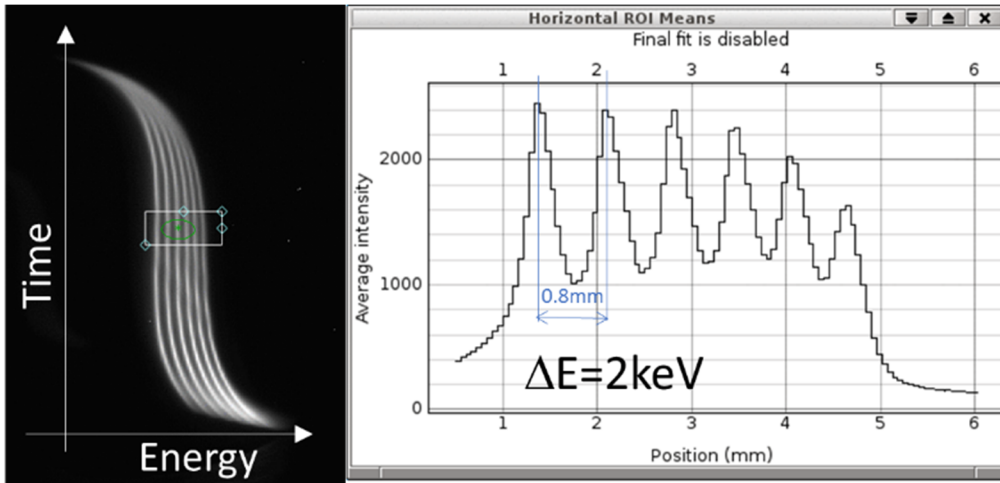 Time
Energy
Horizontal ROI Means
Final fit is disabled
1 2 3 4 5 6
2000
1000
0
Average intensity
0.8mm
ΔE=2keV
1 2 3 4 5 6
Position (mm)